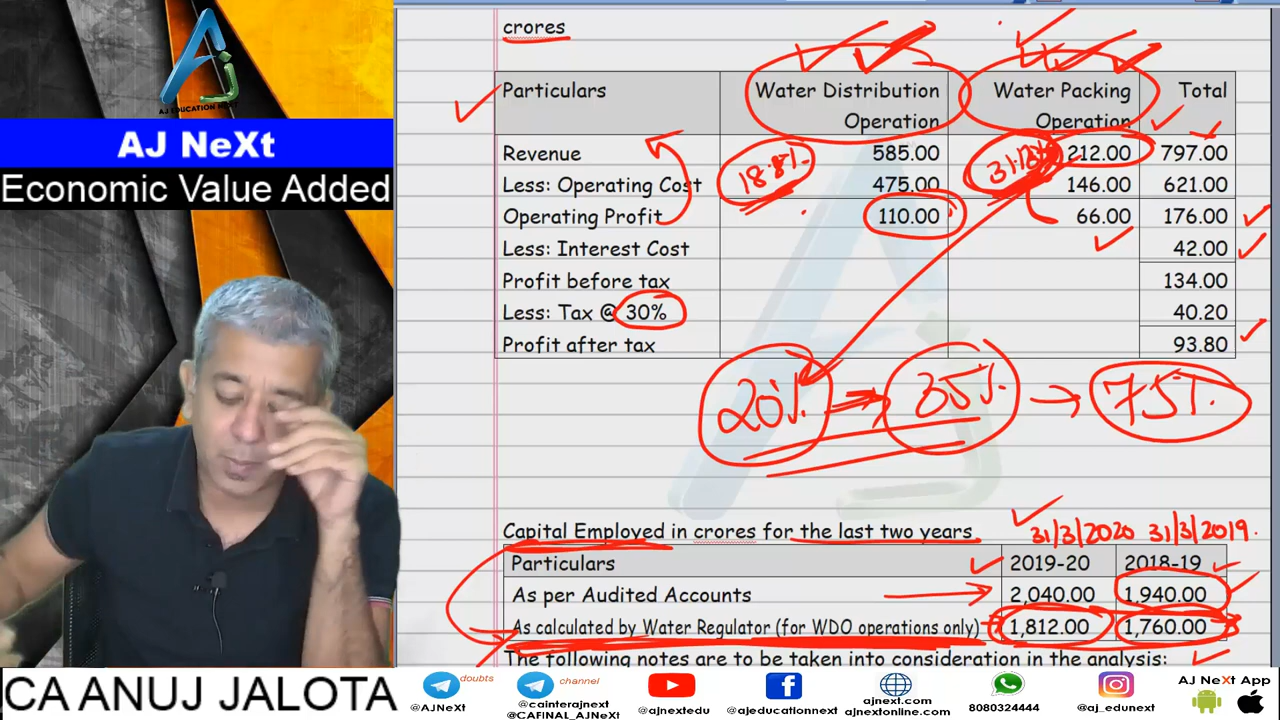 AJ EDUCATION NEXT
AJ NeXt
Economic Value Added
crores
Particulars Water Distribution Operation Water Packing Operation Total
Revenue 18.8% 585.00 31.13% 212.00 797.00
Less: Operating Cost 475.00 146.00 621.00
Operating Profit 110.00 66.00 176.00
Less: Interest Cost 42.00
Profit before tax 134.00
Less: Tax @ 30% 40.20
Profit after tax 93.80
20% → 35% → 75%
Capital Employed in crores for the last two years 31/3/2020 31/3/2019.
Particulars 2019-20 2018-19
As per Audited Accounts 2,040.00 1,940.00
As calculated by Water Regulator (for WDO operations only) 1,812.00 1,760.00
The following notes are to be taken into consideration in the analysis:
CA ANUJ JALOTA
doubts
@AJNeXt
channel
@cainterajnext
@CAFINAL_AJNeXt
@ajnextedu
@ajeducationnext
ajnext.com
ajnextonline.com
8080324444
@aj_edunext
AJ NeXt App